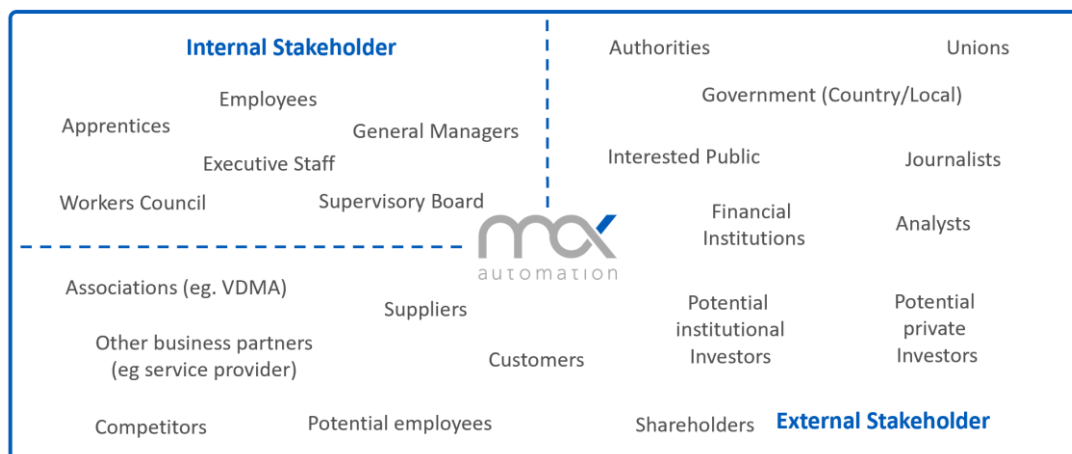 Internal Stakeholder
Employees
Apprentices
General Managers
Executive Staff
Workers Council
Supervisory Board
Authorities
Unions
Government (Country/Local)
Interested Public
Journalists
Financial
Institutions
Analysts
max
automation
Associations (eg. VDMA)
Suppliers
Other business partners
(eg service provider)
Customers
Competitors
Potential employees
Potential
institutional
Investors
Potential
private
Investors
Shareholders
External Stakeholder